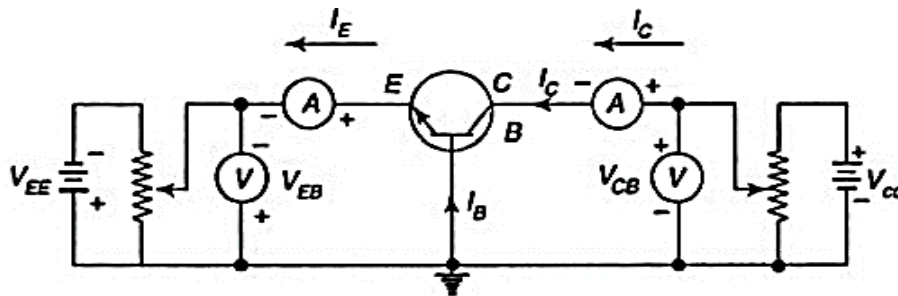 I_E I_C
E C I_C - +
- A + B A
- + - + +
V_EE V V_EB I_B V_CB V V_CC
+ + - -